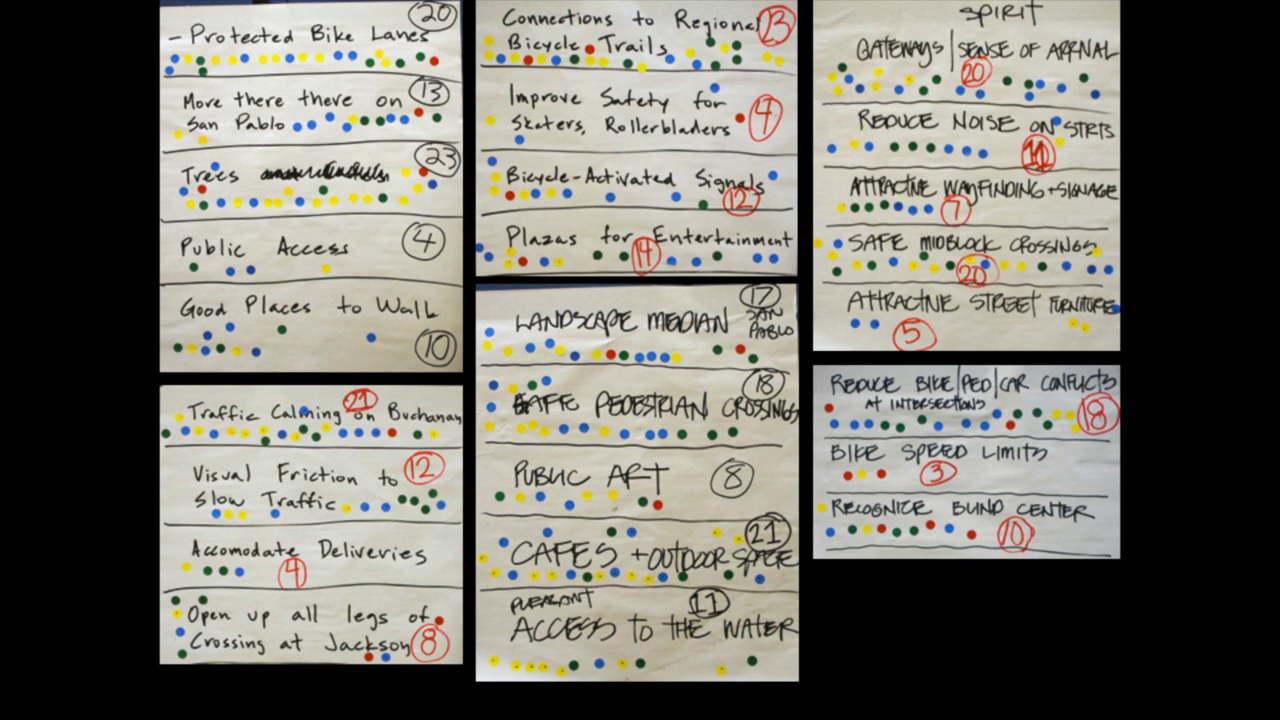 20
- Protected Bike Lanes
More there there on 13
San Pablo
Trees 23
Public Access 4
Good Places to Walk
10
Traffic Calming on Buchanan
21
Visual Friction to 12
Slow Traffic
Accomodate Deliveries
4
Open up all legs of
Crossing at Jackson 8
Connections to Regional 23
Bicycle Trails
Improve Safety for
Skaters, Rollerbladers 4
Bicycle-Activated Signals
12
Plazas for Entertainment
14
17
LANDSCAPE MEDIAN SAN
PABLO
18
SAFE PEDESTRIAN CROSSINGS
PUBLIC ART 8
21
CAFES + OUTDOOR SPACE
PLEASANT 11
ACCESS TO THE WATER
SPIRIT
GATEWAYS / SENSE OF ARRIVAL
20
REDUCE NOISE ON STRTS
11
ATTRACTIVE WAYFINDING + SIGNAGE
7
SAFE MIDBLOCK CROSSINGS
20
ATTRACTIVE STREET FURNITURE
5
REDUCE BIKE/PED/CAR CONFLICTS
AT INTERSECTIONS 18
BIKE SPEED LIMITS
3
RECOGNIZE BLIND CENTER
10